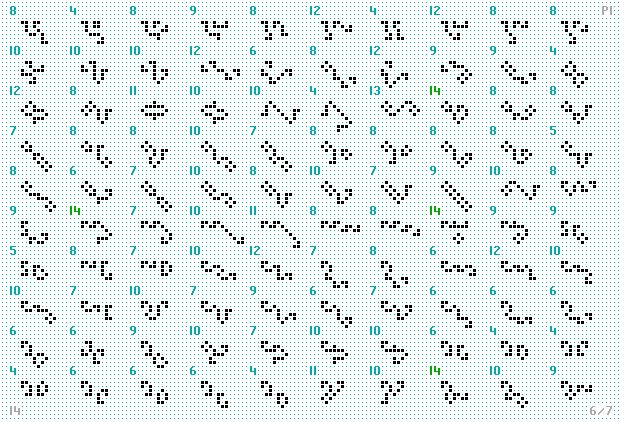 8 4 8 9 8 12 4 12 8 8 P1
10 10 10 12 6 8 12 9 9 4
12 8 11 10 10 4 13 14 8 8
7 8 8 10 7 8 8 8 8 5
8 6 7 10 8 10 10 9 10 8
9 14 7 10 11 8 8 14 9 9
5 8 7 10 12 7 8 6 12 10
10 7 10 7 9 6 7 6 6 6
6 6 9 10 7 11 10 6 4 4
4 6 6 6 4 10 10 14 10 9
14 6/7